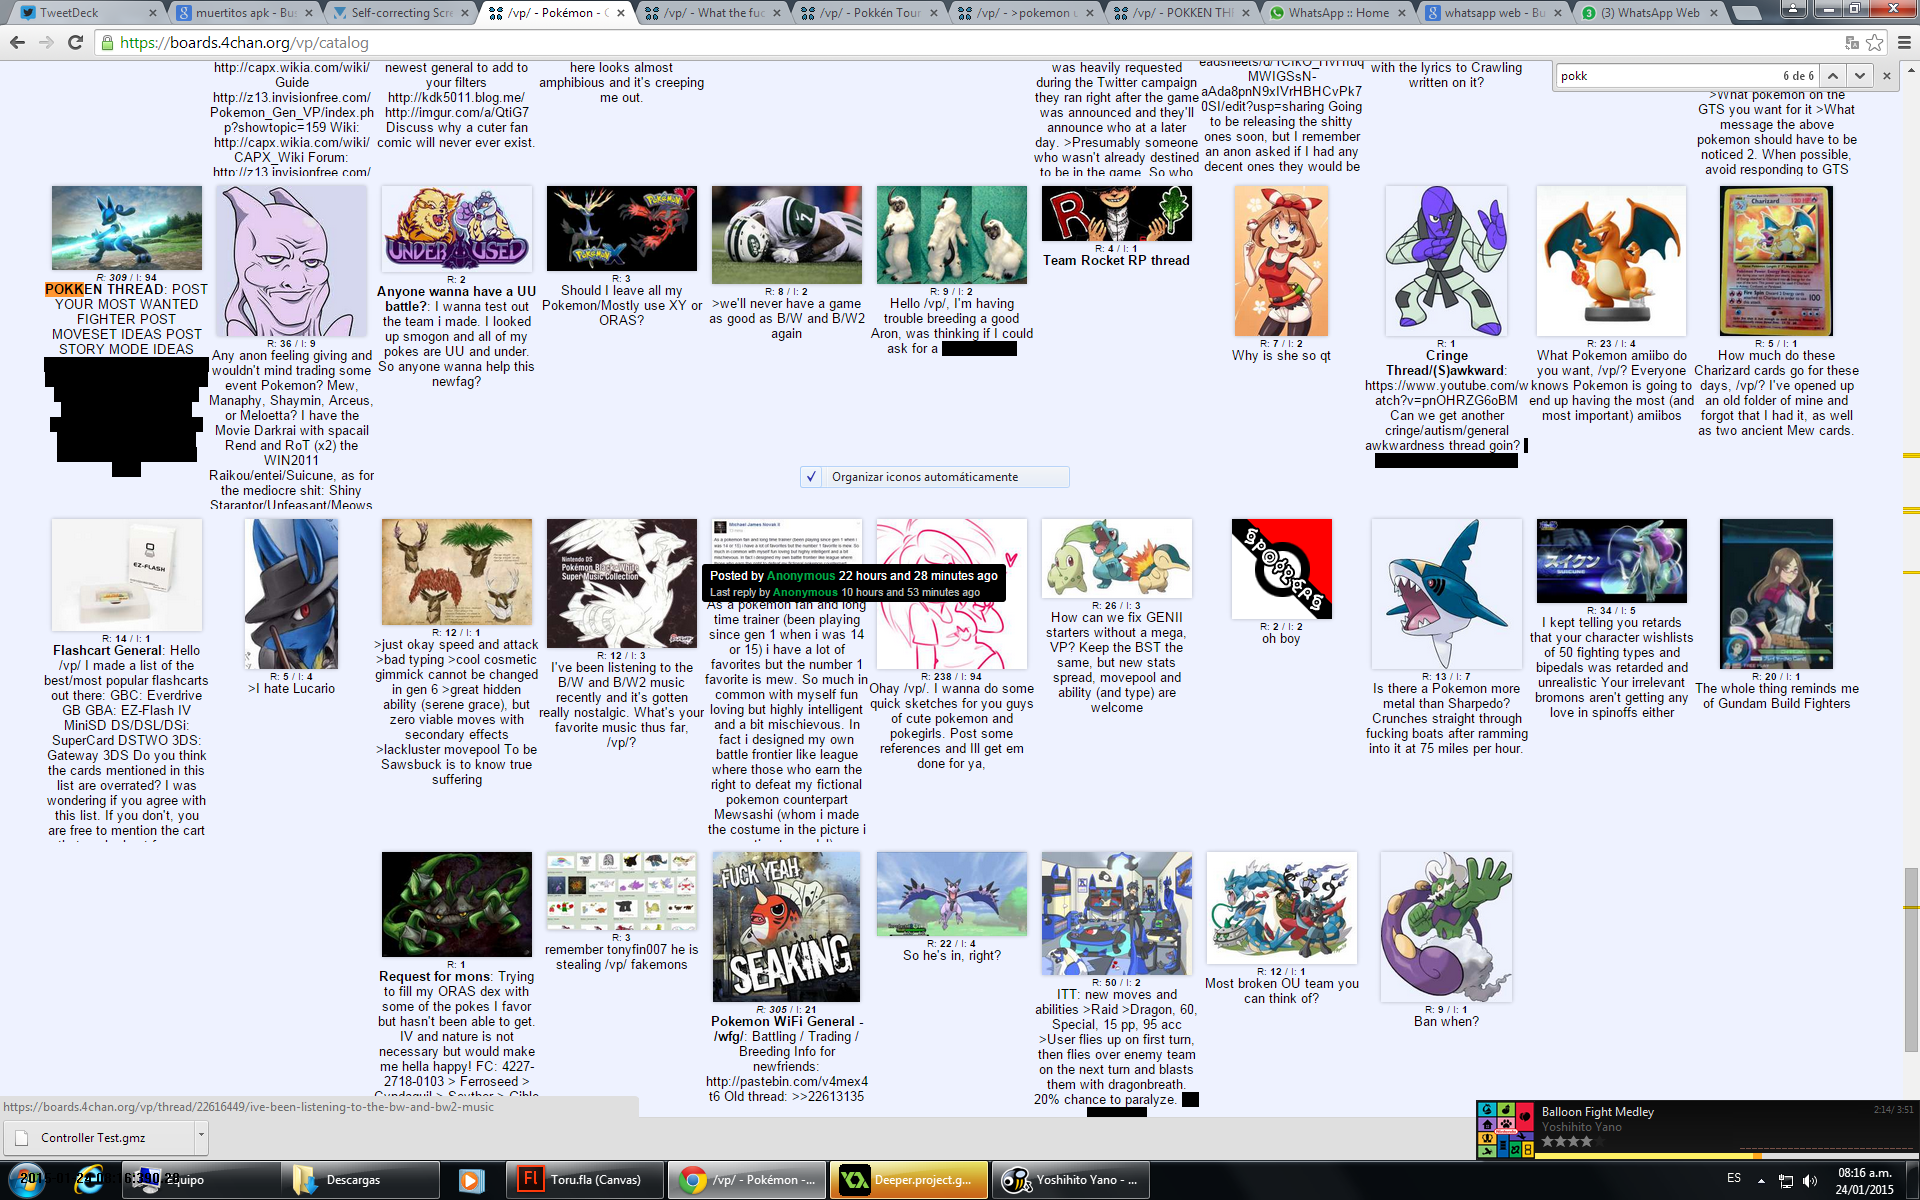 TweetDeck
muertitos apk - Bus
Self-correcting Scre
/vp/ - Pokémon - C
/vp/ - What the fuc
/vp/ - Pokkén Tour
/vp/ - >pokemon u
/vp/ - POKKEN TH
WhatsApp :: Home
whatsapp web - Bu
(3) WhatsApp Web
https://boards.4chan.org/vp/catalog
pokk
6 de 6
http://capx.wikia.com/wiki/
Guide
http://z13.invisionfree.com/
Pokemon_Gen_VP/index.ph
p?showtopic=159 Wiki:
http://capx.wikia.com/wiki/
CAPX_Wiki Forum:
http://z13.invisionfree.com/
newest general to add to
your filters
http://kdk5011.blog.me/
http://imgur.com/a/QtiG7
Discuss why a cuter fan
comic will never ever exist.
here looks almost
amphibious and it's creeping
me out.
was heavily requested
during the Twitter campaign
they ran right after the game
was announced and they'll
announce who at a later
day. >Presumably someone
who wasn't already destined
to be in the game. So who
MWIGSsN-
aAda8pnN9xIVrHBHCvPk7
0SI/edit?usp=sharing Going
to be releasing the shitty
ones soon, but I remember
an anon asked if I had any
decent ones they would be
with the lyrics to Crawling
written on it?
>What pokemon on the
GTS you want for it >What
message the above
pokemon should have to be
noticed 2. When possible,
avoid responding to GTS
R: 309 / I: 94
POKKEN THREAD: POST
YOUR MOST WANTED
FIGHTER POST
MOVESET IDEAS POST
STORY MODE IDEAS
R: 36 / I: 9
Any anon feeling giving and
wouldn't mind trading some
event Pokemon? Mew,
Manaphy, Shaymin, Arceus,
or Meloetta? I have the
Movie Darkrai with spacail
Rend and RoT (x2) the
WIN2011
Raikou/entei/Suicune, as for
the mediocre shit: Shiny
Staraptor/Unfeasant/Meows
UNDER USED
R: 2
Anyone wanna have a UU
battle?: I wanna test out
the team i made. I looked
up smogon and all of my
pokes are UU and under.
So anyone wanna help this
newfag?
R: 3
Should I leave all my
Pokemon/Mostly use XY or
ORAS?
R: 8 / I: 2
>we'll never have a game
as good as B/W and B/W2
again
R: 9 / I: 2
Hello /vp/, I'm having
trouble breeding a good
Aron, was thinking if I could
ask for a
R
R: 4 / I: 1
Team Rocket RP thread
R: 7 / I: 2
Why is she so qt
R: 1
Cringe
Thread/(S)awkward:
https://www.youtube.com/w
atch?v=pnOHRZG6oBM
Can we get another
cringe/autism/general
awkwardness thread goin?
R: 23 / I: 4
What Pokemon amiibo do
you want, /vp/? Everyone
knows Pokemon is going to
end up having the most (and
most important) amiibos
Charizard
R: 5 / I: 1
How much do these
Charizard cards go for these
days, /vp/? I've opened up
an old folder of mine and
forgot that I had it, as well
as two ancient Mew cards.
Organizar iconos automáticamente
EZ-FLASH
R: 14 / I: 1
Flashcart General: Hello
/vp/ I made a list of the
best/most popular flashcarts
out there: GBC: Everdrive
GB GBA: EZ-Flash IV
MiniSD DS/DSL/DSi:
SuperCard DSTWO 3DS:
Gateway 3DS Do you think
the cards mentioned in this
list are overrated? I was
wondering if you agree with
this list. If you don't, you
are free to mention the cart
R: 5 / I: 4
>I hate Lucario
R: 12 / I: 1
>just okay speed and attack
>bad typing >cool cosmetic
gimmick cannot be changed
in gen 6 >great hidden
ability (serene grace), but
zero viable moves with
secondary effects
>lackluster movepool To be
Sawsbuck is to know true
suffering
Nintendo DS
Pokémon Black·White
Super Music Collection
R: 12 / I: 3
I've been listening to the
B/W and B/W2 music
recently and it's gotten
really nostalgic. What's your
favorite music thus far,
/vp/?
Posted by Anonymous 22 hours and 28 minutes ago
Last reply by Anonymous 10 hours and 53 minutes ago
As a pokemon fan and long
time trainer (been playing
since gen 1 when i was 14
or 15) i have a lot of
favorites but the number 1
favorite is mew. So much in
common with myself fun
loving but highly intelligent
and a bit mischievous. In
fact i designed my own
battle frontier like league
where those who earn the
right to defeat my fictional
pokemon counterpart
Mewsashi (whom i made
the costume in the picture i
R: 238 / I: 94
Ohay /vp/. I wanna do some
quick sketches for you guys
of cute pokemon and
pokegirls. Post some
references and Ill get em
done for ya,
R: 26 / I: 3
How can we fix GENII
starters without a mega,
VP? Keep the BST the
same, but new stats
spread, movepool and
ability (and type) are
welcome
R: 2 / I: 2
oh boy
R: 13 / I: 7
Is there a Pokemon more
metal than Sharpedo?
Crunches straight through
fucking boats after ramming
into it at 75 miles per hour.
スイクン
R: 34 / I: 5
I kept telling you retards
that your character wishlists
of 50 fighting types and
bipedals was retarded and
unrealistic Your irrelevant
bromons aren't getting any
love in spinoffs either
R: 20 / I: 1
The whole thing reminds me
of Gundam Build Fighters
R: 1
Request for mons: Trying
to fill my ORAS dex with
some of the pokes I favor
but hasn't been able to get.
IV and nature is not
necessary but would make
me hella happy! FC: 4227-
2718-0103 > Ferroseed >
Cyndaquil > Scyther > Gible
R: 3
remember tonyfin007 he is
stealing /vp/ fakemons
FUCK YEAH
SEAKING
R: 305 / I: 21
Pokemon WiFi General -
/wfg/: Battling / Trading /
Breeding Info for
newfriends:
http://pastebin.com/v4mex4
t6 Old thread: >>22613135
R: 22 / I: 4
So he's in, right?
R: 50 / I: 2
ITT: new moves and
abilities >Raid >Dragon, 60,
Special, 15 pp, 95 acc
>User flies up on first turn,
then flies over enemy team
on the next turn and blasts
them with dragonbreath.
20% chance to paralyze.
R: 12 / I: 1
Most broken OU team you
can think of?
R: 9 / I: 1
Ban when?
https://boards.4chan.org/vp/thread/22616449/ive-been-listening-to-the-bw-and-bw2-music
Controller Test.gmz
Balloon Fight Medley
Yoshihito Yano
2:14/ 3:51
Equipo
Descargas
Toru.fla (Canvas)
/vp/ - Pokémon -...
Deeper.project.g...
Yoshihito Yano - ...
ES
08:16 a.m.
24/01/2015